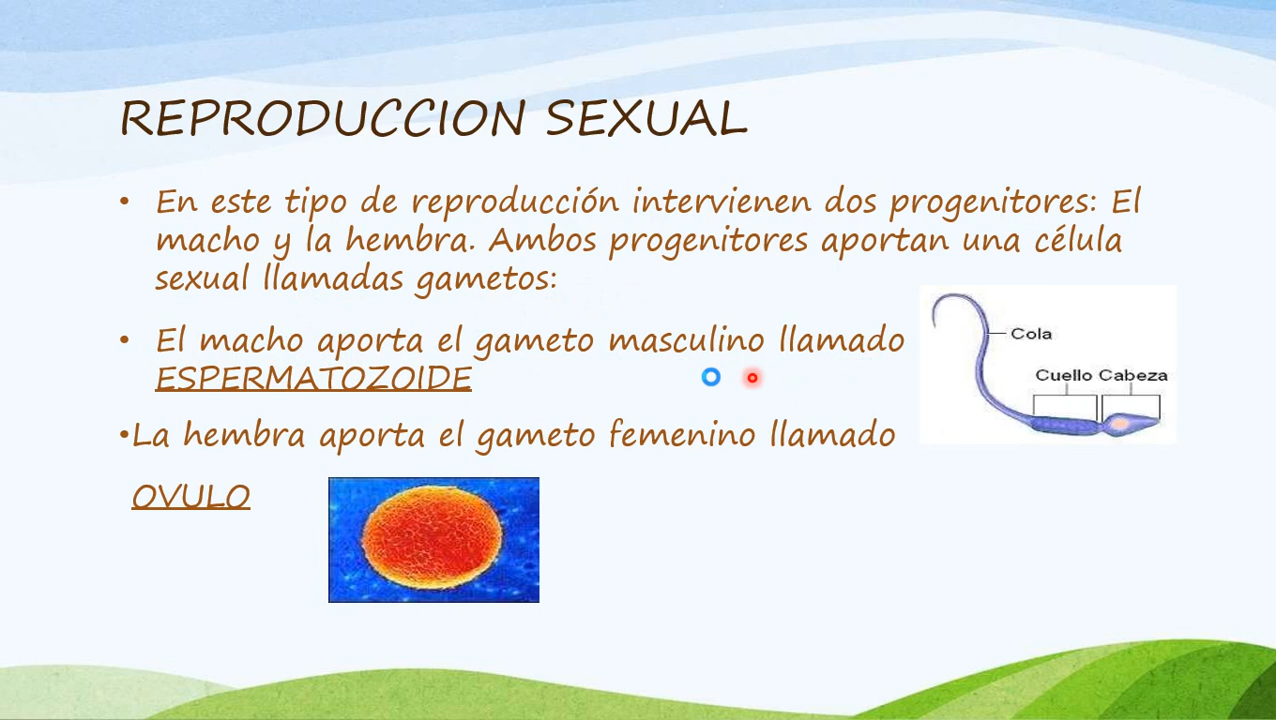 REPRODUCCION SEXUAL
• En este tipo de reproducción intervienen dos progenitores: El
macho y la hembra. Ambos progenitores aportan una célula
sexual llamadas gametos:
• El macho aporta el gameto masculino llamado
ESPERMATOZOIDE
Cola
Cuello Cabeza
•La hembra aporta el gameto femenino llamado
OVULO